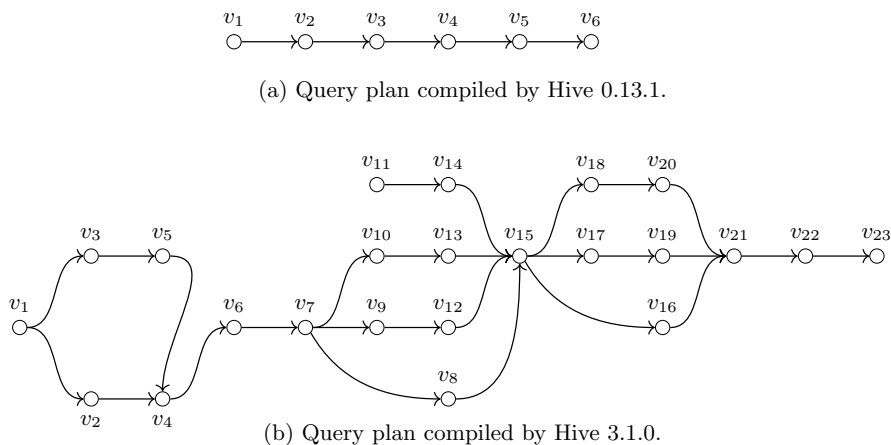 v1 v2 v3 v4 v5 v6
(a) Query plan compiled by Hive 0.13.1.
v11 v14 v18 v20
v3 v5 v10 v13 v15 v17 v19 v21 v22 v23
v1 v6 v7 v9 v12 v16
v8
v2 v4
(b) Query plan compiled by Hive 3.1.0.